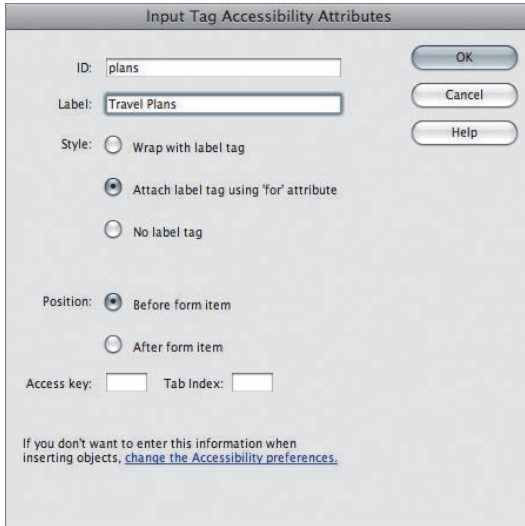 Input Tag Accessibility Attributes
ID: plans
OK
Label: Travel Plans
Cancel
Style: Wrap with label tag
Help
Attach label tag using 'for' attribute
No label tag
Position: Before form item
After form item
Access key: Tab Index:
If you don't want to enter this information when
inserting objects, change the Accessibility preferences.